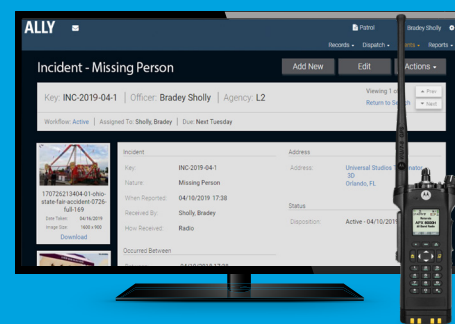 ALLY
Patrol
Bradey Sholly
Records
Dispatch
Reports
Incident - Missing Person
Add New
Edit
Actions
Key: INC-2019-04-1 | Officer: Bradey Sholly | Agency: L2
Viewing 1
Return to
Prev
Next
Workflow: Active | Assigned To: Sholly, Bradey | Due: Next Tuesday
170726213404-01-ohio-
state-fair-accident-0726-
full-169
Date Taken 04/16/2019
Image Size 1600 x 900
Download
Incident
Key: INC-2019-04-1
Nature Missing Person
When Reported: 04/10/2019 17:38
Received By Sholly, Bradey
How Received: Radio
Occurred Between
Address
Address: Universal Studios
3D
Orlando, FL
Status
Disposition: Active - 04/10/2019